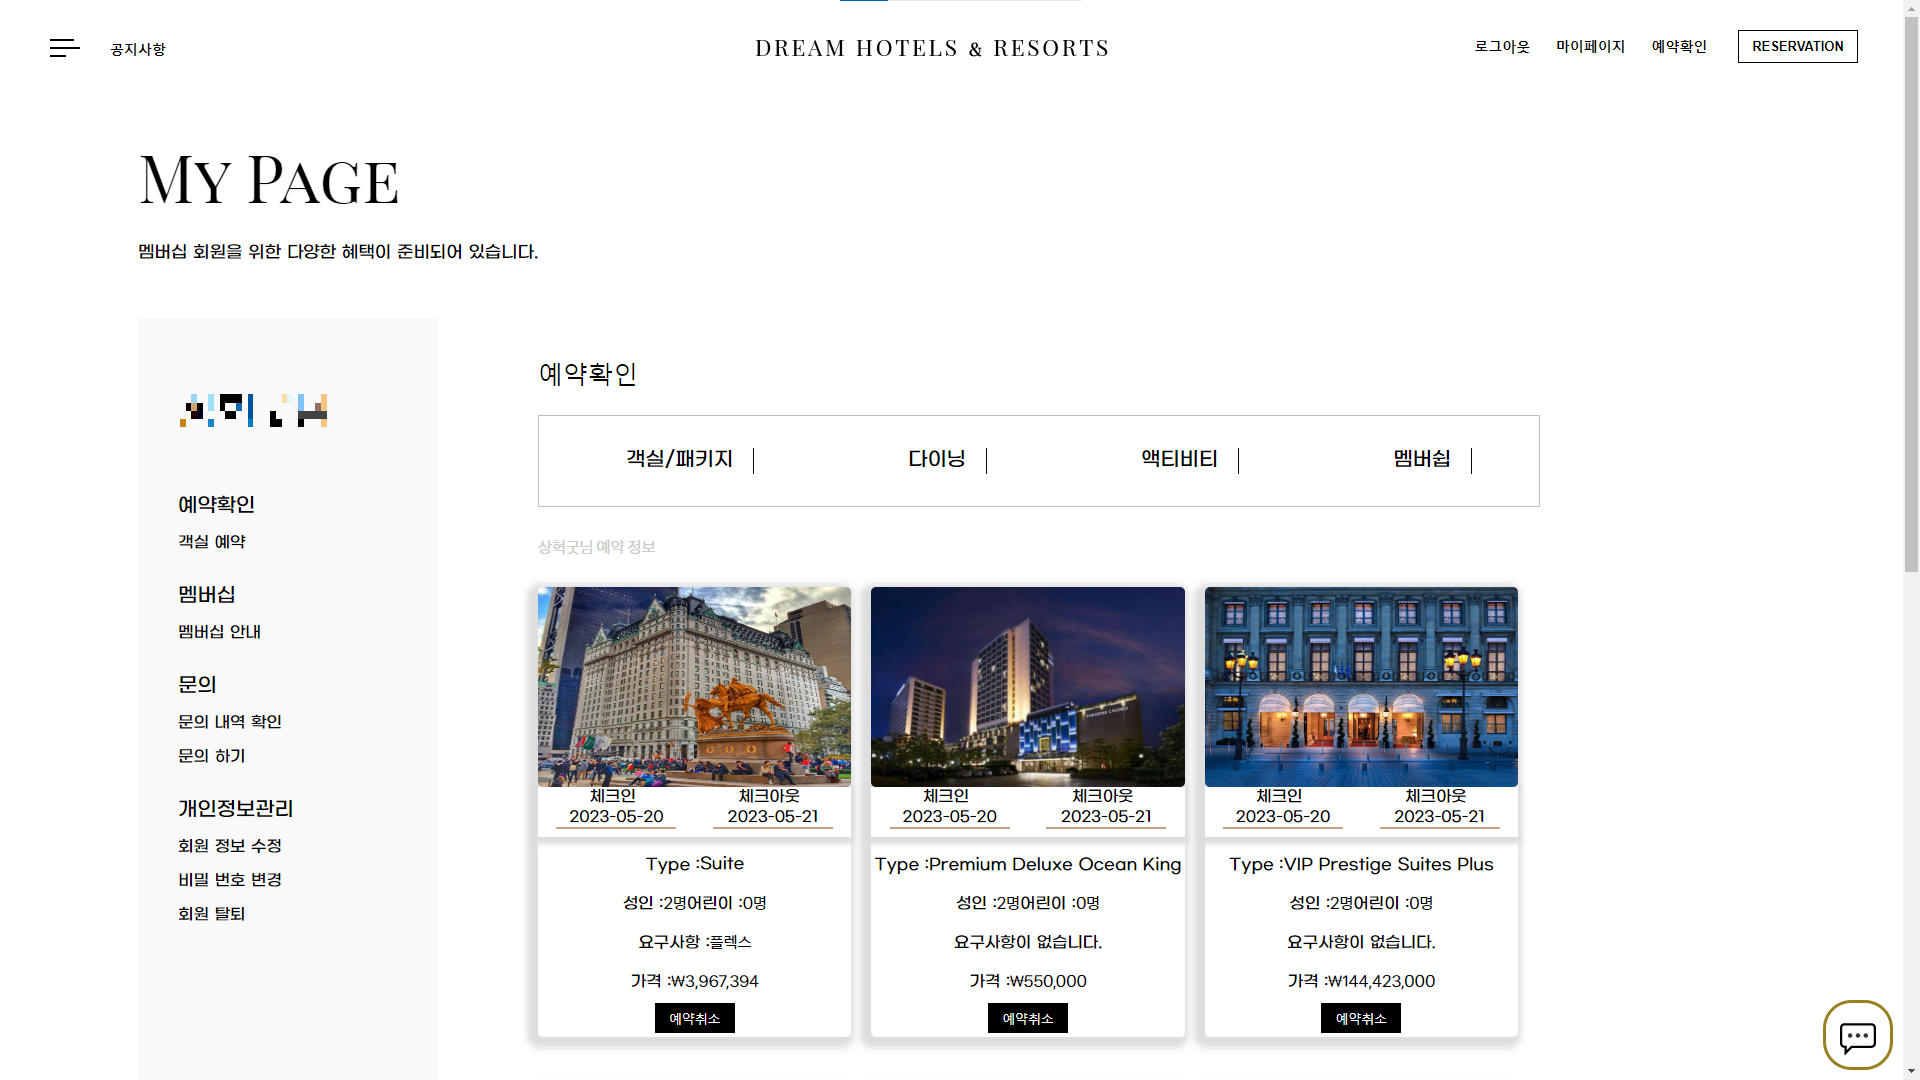 공지사항
DREAM HOTELS & RESORTS
로그아웃 마이페이지 예약확인 RESERVATION
My Page
멤버십 회원을 위한 다양한 혜택이 준비되어 있습니다.
예약확인
객실 예약
멤버십
멤버십 안내
문의
문의 내역 확인
문의 하기
개인정보관리
회원 정보 수정
비밀 번호 변경
회원 탈퇴
예약확인
객실/패키지 다이닝 액티비티 멤버쉽
상혁굿님 예약 정보
체크인 체크아웃
2023-05-20 2023-05-21
Type :Suite
성인 :2명어린이 :0명
요구사항 :플렉스
가격 :₩3,967,394
예약취소
PARADISE CASINO
체크인 체크아웃
2023-05-20 2023-05-21
Type :Premium Deluxe Ocean King
성인 :2명어린이 :0명
요구사항이 없습니다.
가격 :₩550,000
예약취소
체크인 체크아웃
2023-05-20 2023-05-21
Type :VIP Prestige Suites Plus
성인 :2명어린이 :0명
요구사항이 없습니다.
가격 :₩144,423,000
예약취소